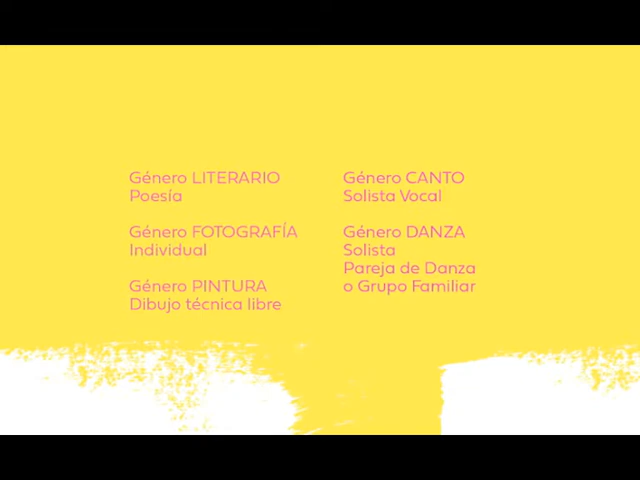 Género LITERARIO
Poesía
Género FOTOGRAFÍA
Individual
Género PINTURA
Dibujo técnica libre
Género CANTO
Solista Vocal
Género DANZA
Solista
Pareja de Danza
o Grupo Familiar